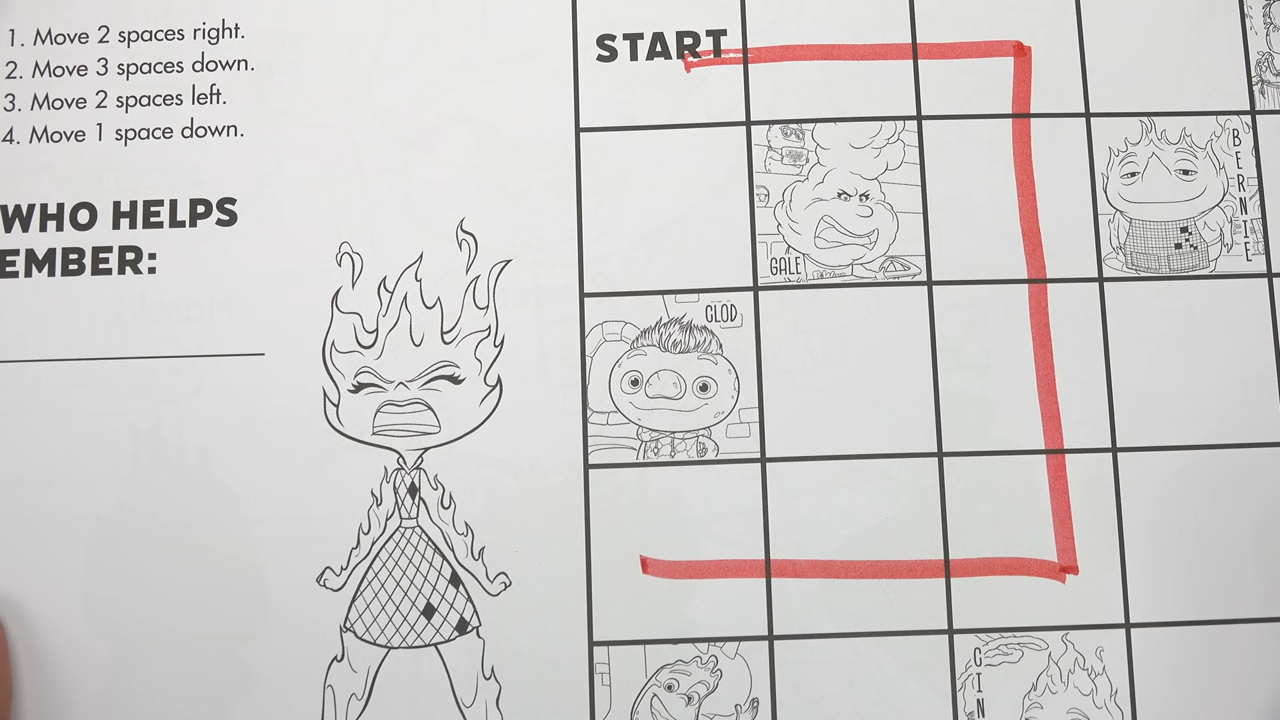 1. Move 2 spaces right.
2. Move 3 spaces down.
3. Move 2 spaces left.
4. Move 1 space down.
WHO HELPS
EMBER:
START
GALE
BERNIE
CLOD
CIN